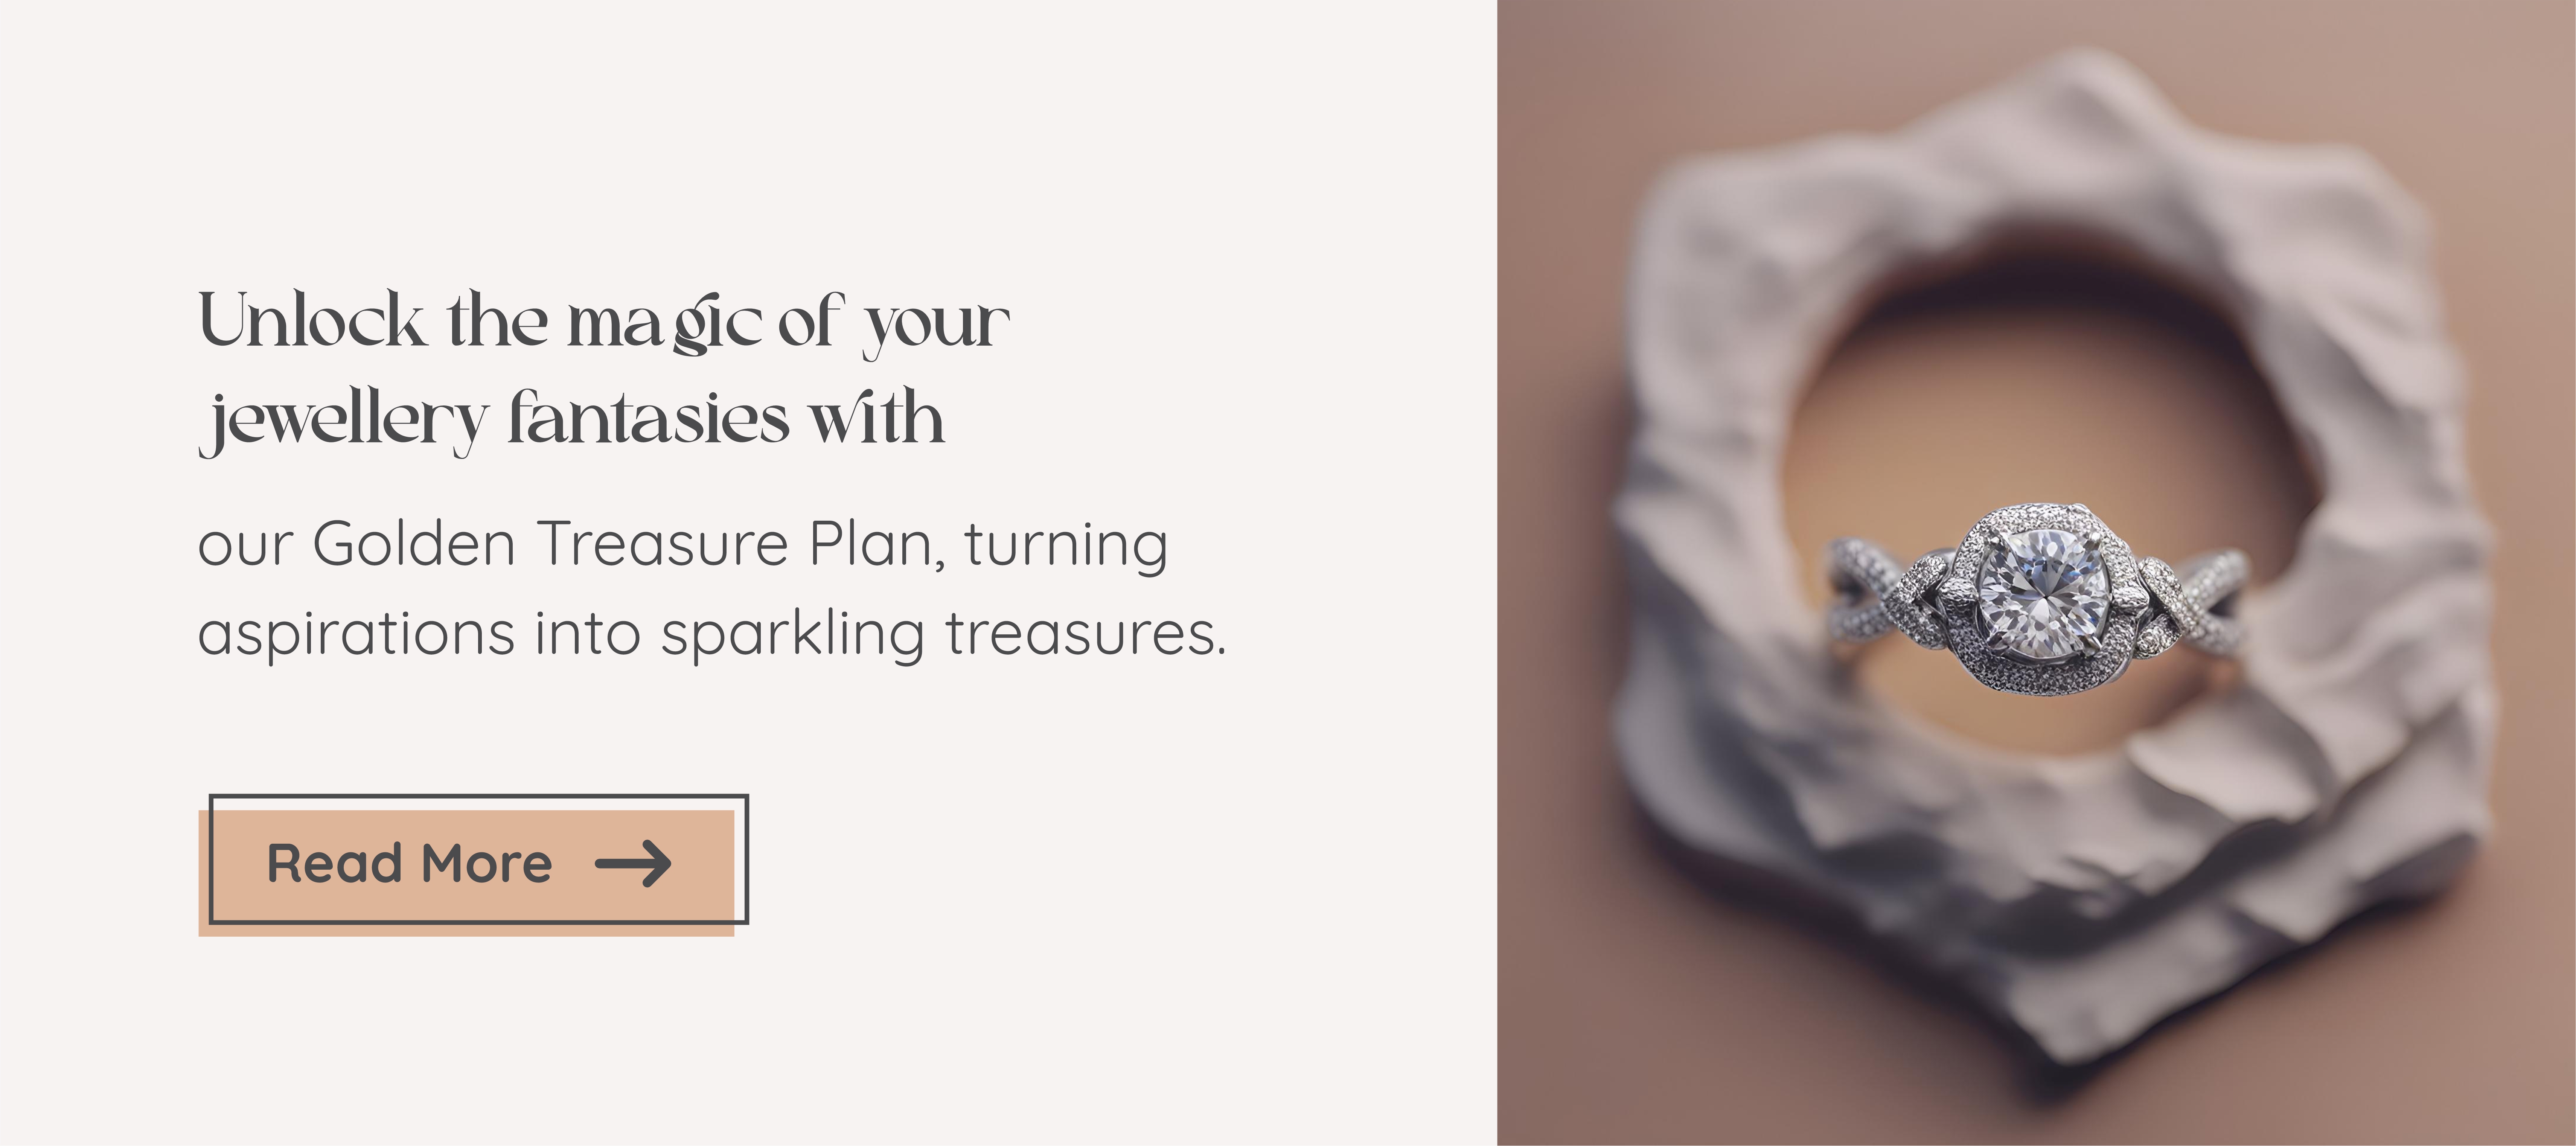 Unlock the magic of your
jewellery fantasies with
our Golden Treasure Plan, turning
aspirations into sparkling treasures.
Read More